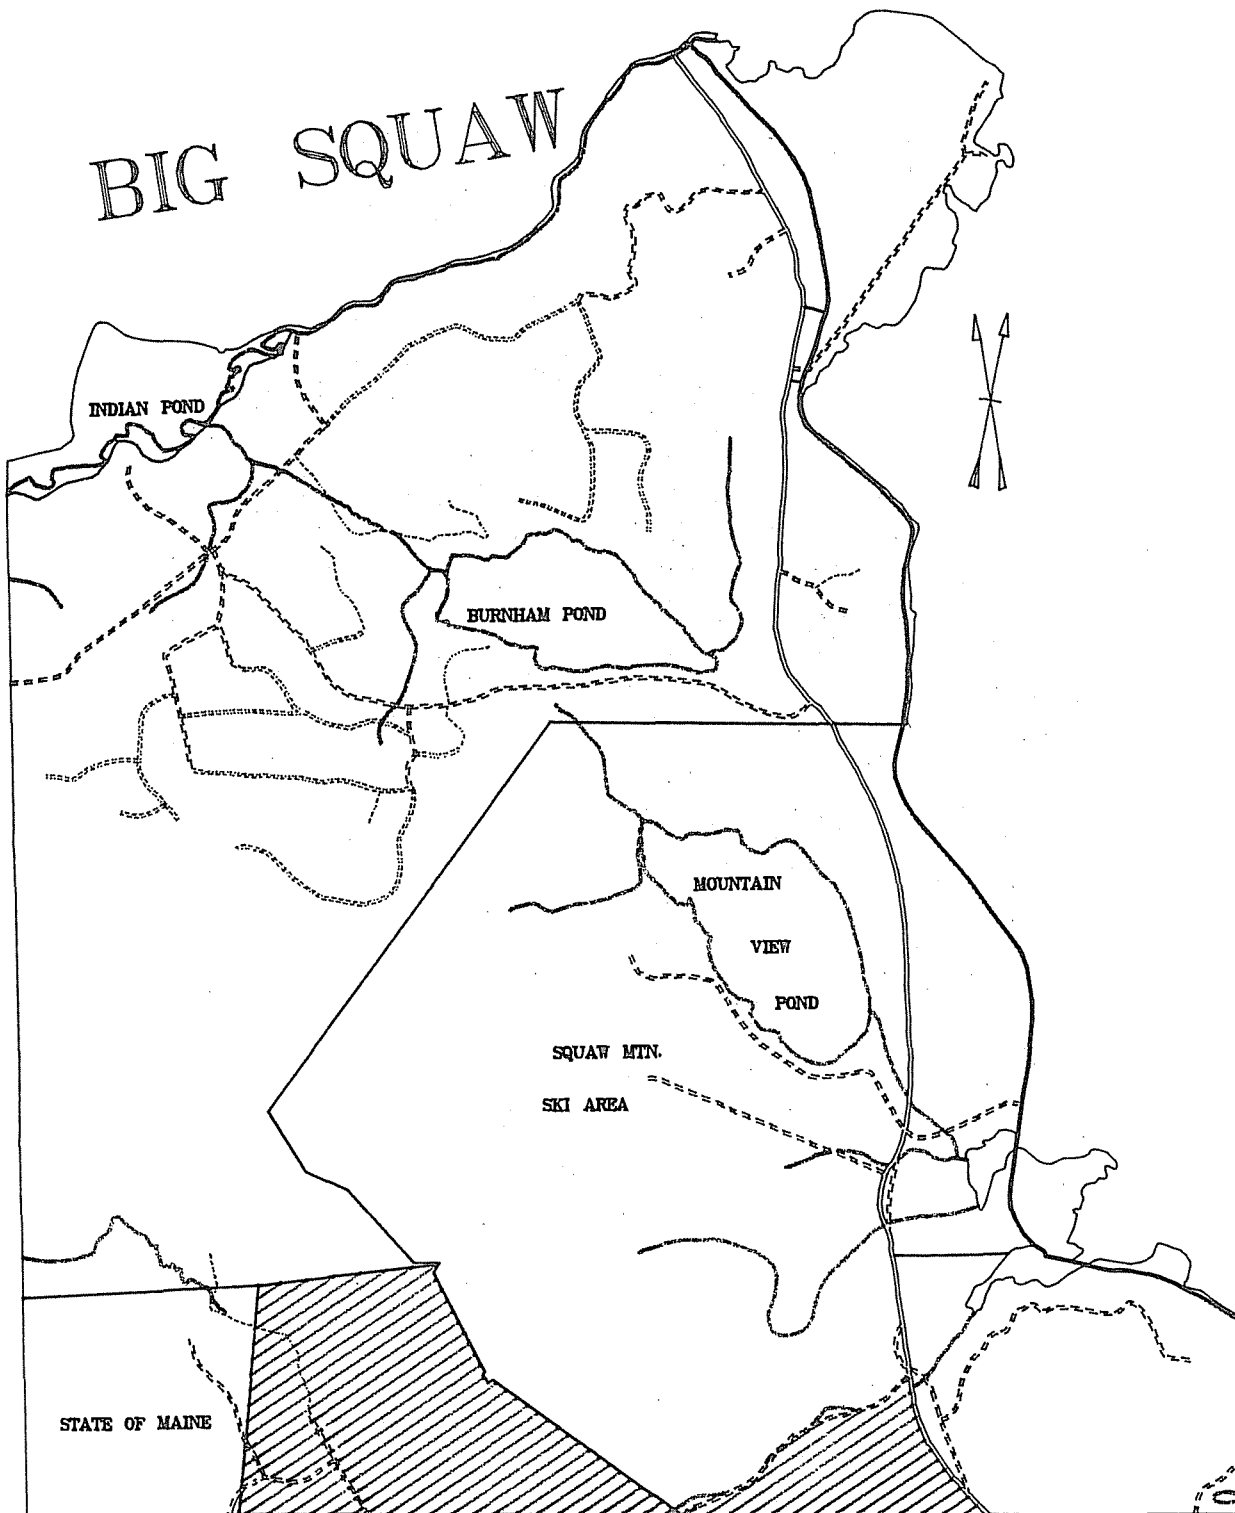 BIG SQUAW
INDIAN POND
BURNHAM POND
MOUNTAIN
VIEW
POND
SQUAW MTN.
SKI AREA
STATE OF MAINE